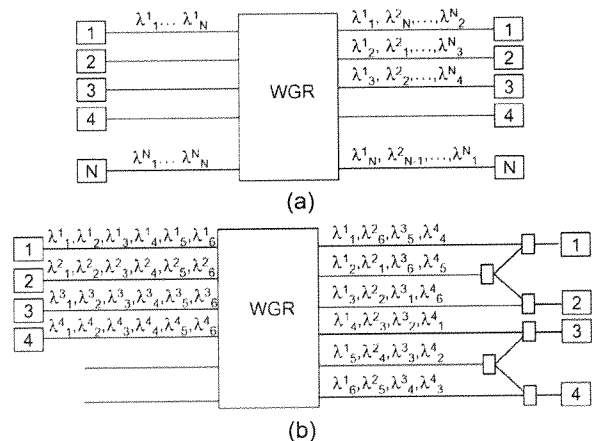 λ¹₁... λ¹_N
1
2
3
4
N
λ^N₁... λ^N_N
WGR
λ¹₁, λ²_N,...,λ^N₂
λ¹₂, λ²₁,...,λ^N₃
λ¹₃, λ²₂,...,λ^N₄
λ¹_N, λ²_N-1,...,λ^N₁
1
2
3
4
N
(a)
1
2
3
4
λ¹₁,λ¹₂,λ¹₃,λ¹₄,λ¹₅,λ¹₆
λ²₁,λ²₂,λ²₃,λ²₄,λ²₅,λ²₆
λ³₁,λ³₂,λ³₃,λ³₄,λ³₅,λ³₆
λ⁴₁,λ⁴₂,λ⁴₃,λ⁴₄,λ⁴₅,λ⁴₆
WGR
λ¹₁,λ²₆,λ³₅,λ⁴₄
λ¹₂,λ²₁,λ³₆,λ⁴₅
λ¹₃,λ²₂,λ³₁,λ⁴₆
λ¹₄,λ²₃,λ³₂,λ⁴₁
λ¹₅,λ²₄,λ³₃,λ⁴₂
λ¹₆,λ²₅,λ³₄,λ⁴₃
1
2
3
4
(b)